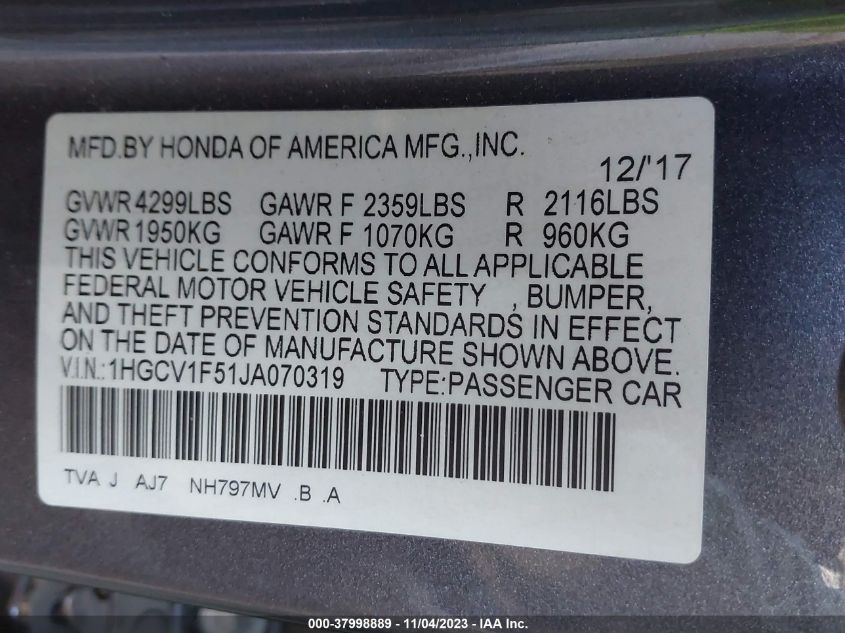 MFD.BY HONDA OF AMERICA MFG.,INC.
12/'17
GVWR 4299LBS GAWR F 2359LBS R 2116LBS
GVWR 1950KG GAWR F 1070KG R 960KG
THIS VEHICLE CONFORMS TO ALL APPLICABLE
FEDERAL MOTOR VEHICLE SAFETY , BUMPER,
AND THEFT PREVENTION STANDARDS IN EFFECT
ON THE DATE OF MANUFACTURE SHOWN ABOVE.
V.I.N.:1HGCV1F51JA070319 TYPE:PASSENGER CAR
TVA J AJ7 NH797MV .B .A
000-37998889 - 11/04/2023 - IAA Inc.